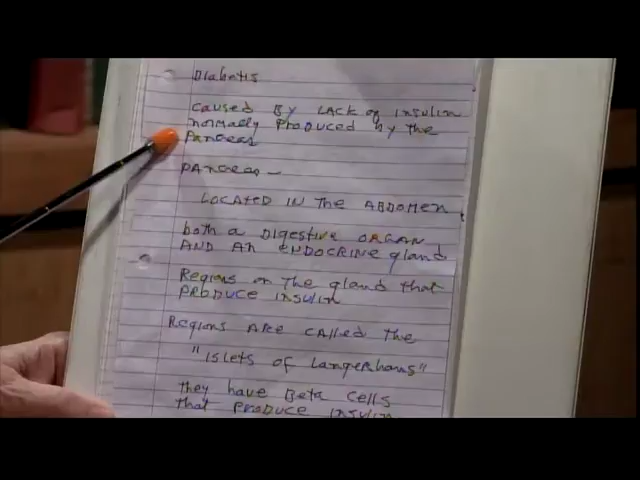 Diabetis
caused By LACK of insulin
normally Produced by the
Pancreas
PANcreas -
LOCATED IN the ABDOMEN
both a Digestive ORGAN
AND AN ENDOCRINE gland
Regions on the gland that
PRODUCE INSULIN
Regions ARE CALLED the
"islets of Langerhans"
they have Beta cells
that PRODUCE INSULIN